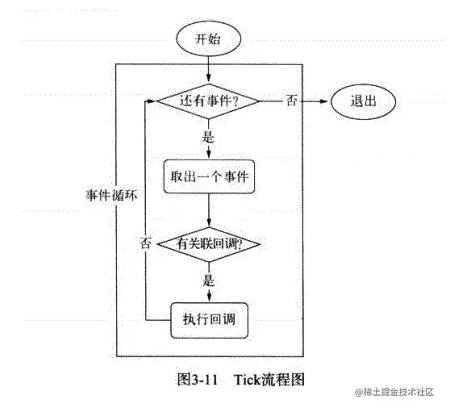 开始
还有事件?
否
退出
是
取出一个事件
事件循环
有关联回调?
否
是
执行回调
图3-11 Tick流程图
@稀土掘金技术社区